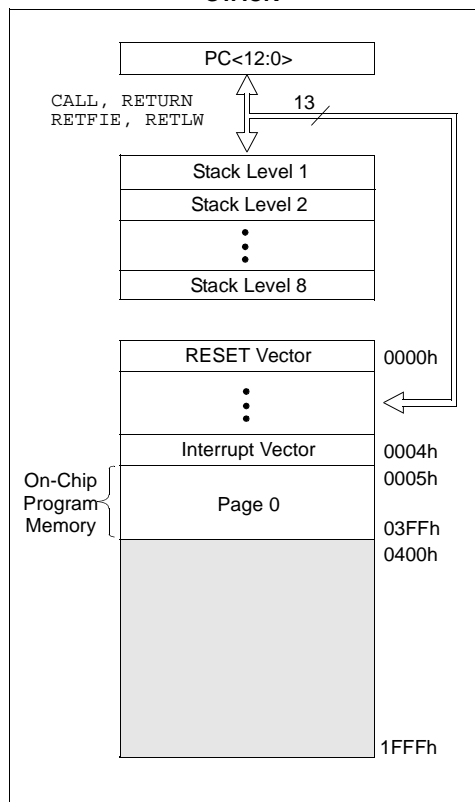 PC<12:0>
CALL, RETURN
RETFIE, RETLW
13
Stack Level 1
Stack Level 2
Stack Level 8
RESET Vector
0000h
Interrupt Vector
0004h
0005h
On-Chip
Program
Memory
Page 0
03FFh
0400h
1FFFh